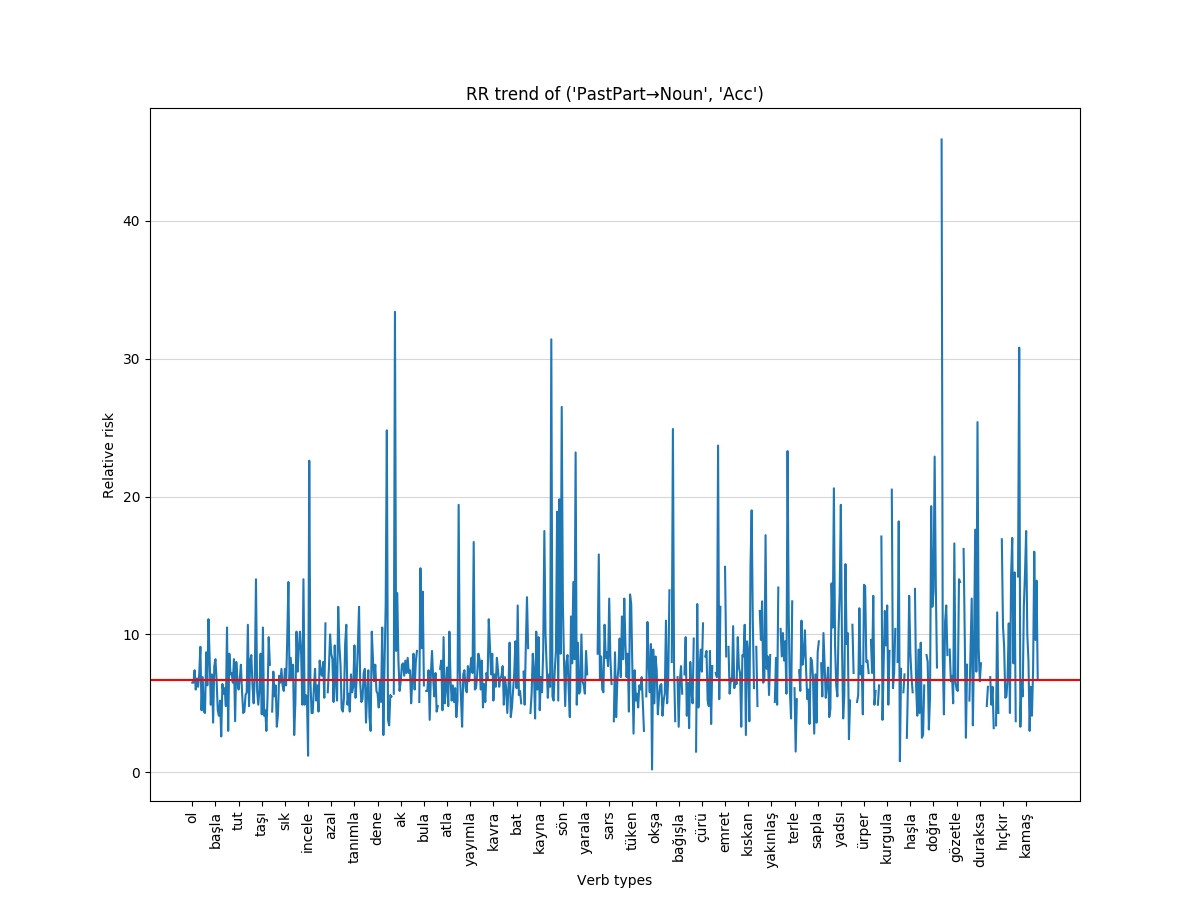 RR trend of ('PastPart→Noun', 'Acc')
Relative risk
40
30
20
10
0
ol
başla
tut
taşı
sık
incele
azal
tanımla
dene
ak
bula
atla
yayımla
kavra
bat
kayna
sön
yarala
sars
tüken
okşa
bağışla
çürü
emret
kıskan
yakınlaş
terle
sapla
yadsı
ürper
kurgula
haşla
doğra
gözetle
duraksa
hıçkır
kamaş
Verb types